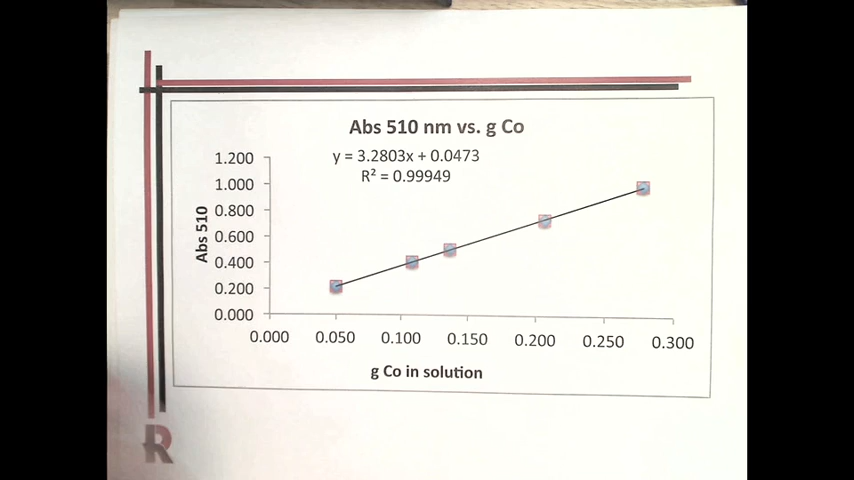 Abs 510 nm vs. g Co
y = 3.2803x + 0.0473
R² = 0.99949
1.200
1.000
0.800
0.600
0.400
0.200
0.000
Abs 510
0.000 0.050 0.100 0.150 0.200 0.250 0.300
g Co in solution
R